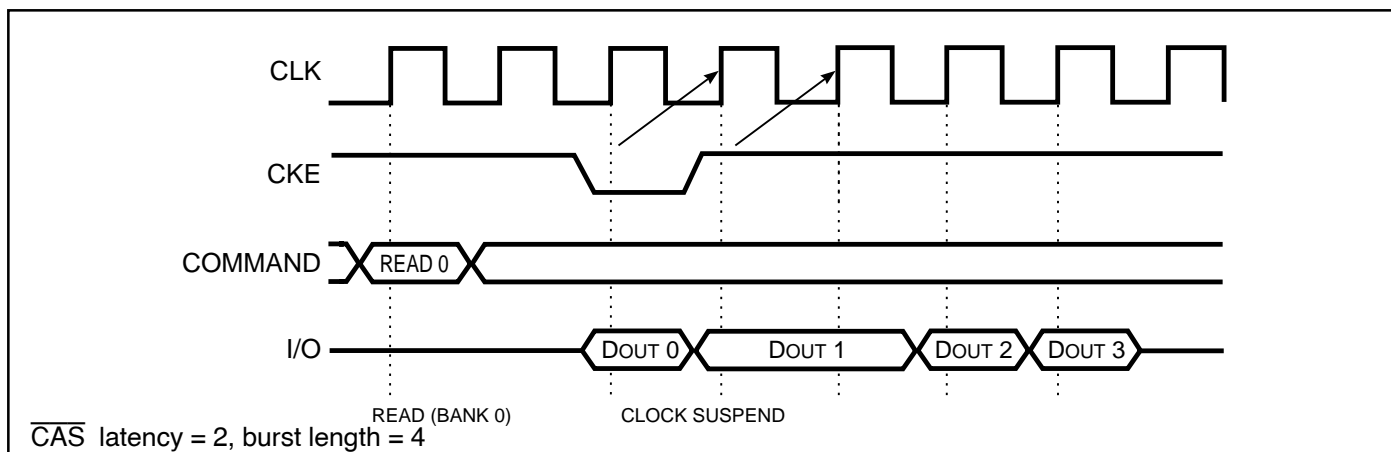 CLK
CKE
COMMAND READ 0
I/O DOUT 0 DOUT 1 DOUT 2 DOUT 3
READ (BANK 0) CLOCK SUSPEND
CAS latency = 2, burst length = 4